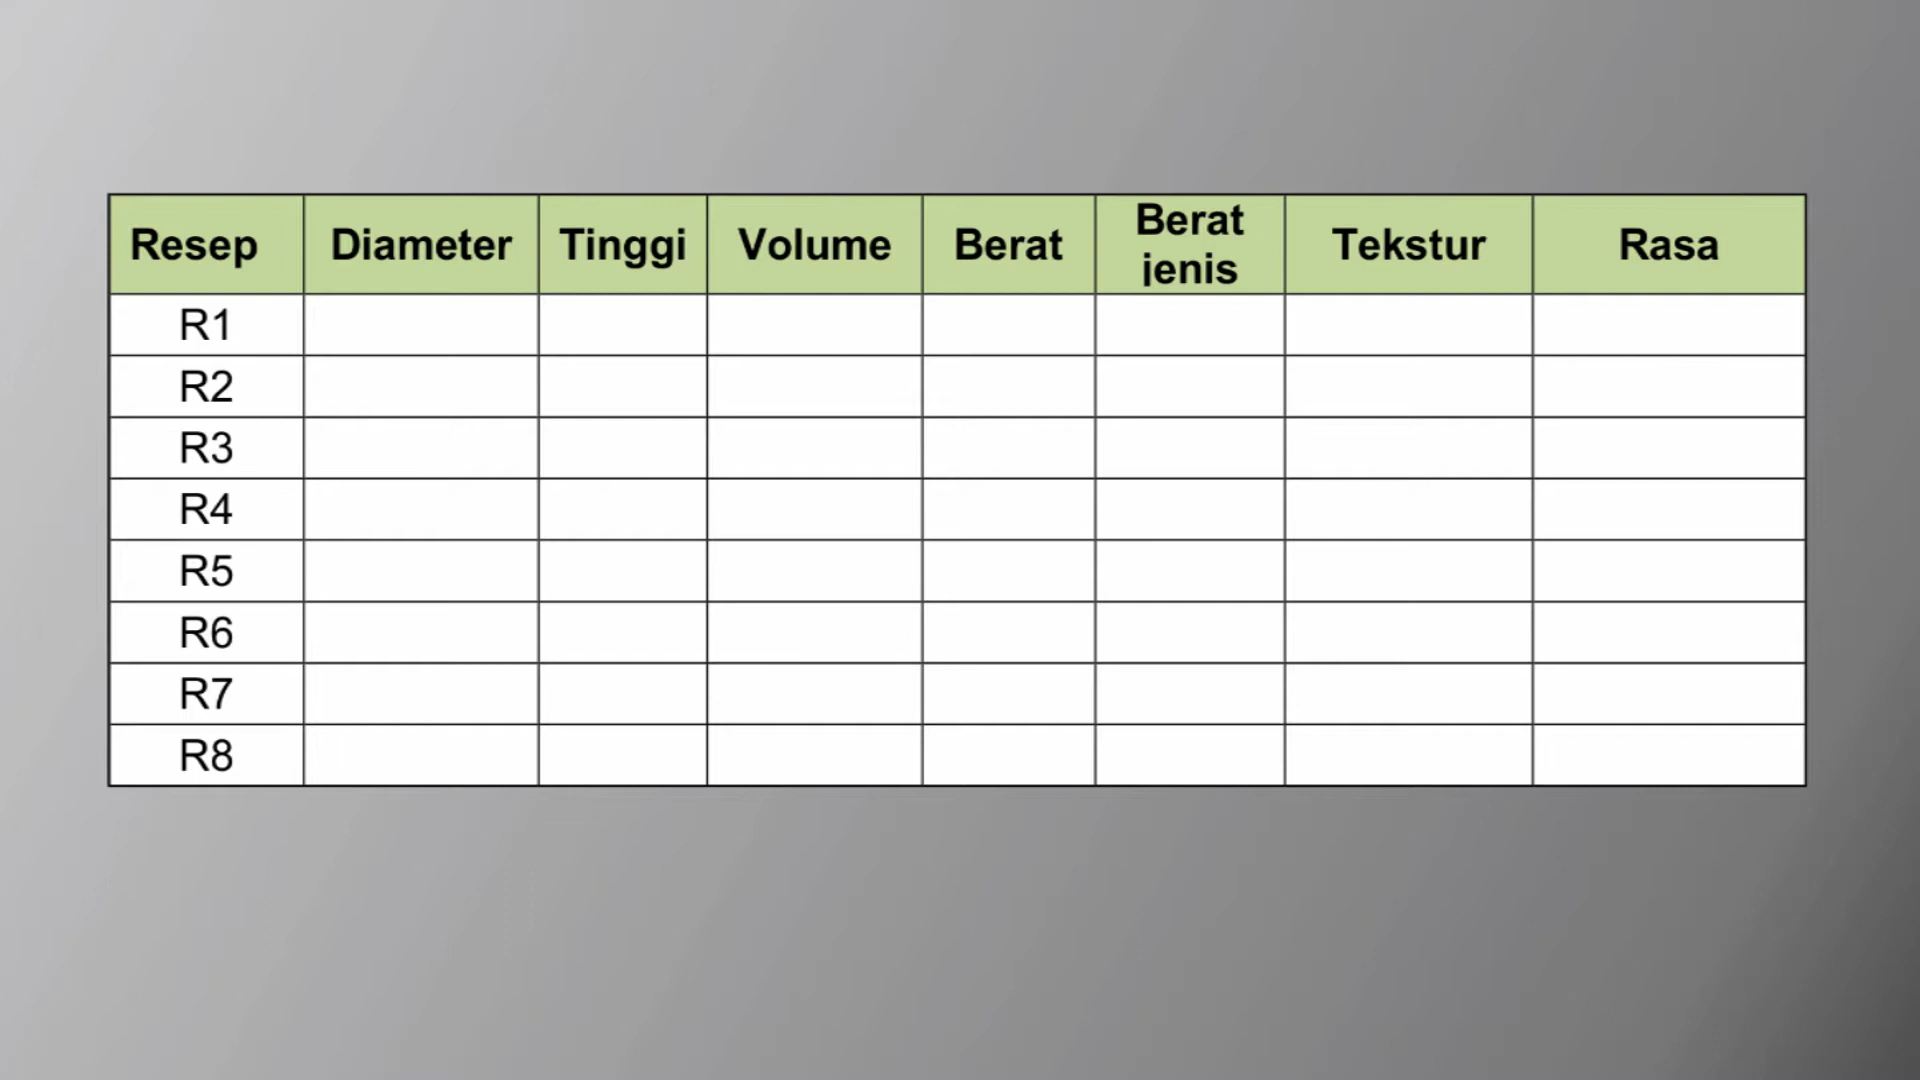 Resep Diameter Tinggi Volume Berat Berat jenis Tekstur Rasa
R1
R2
R3
R4
R5
R6
R7
R8